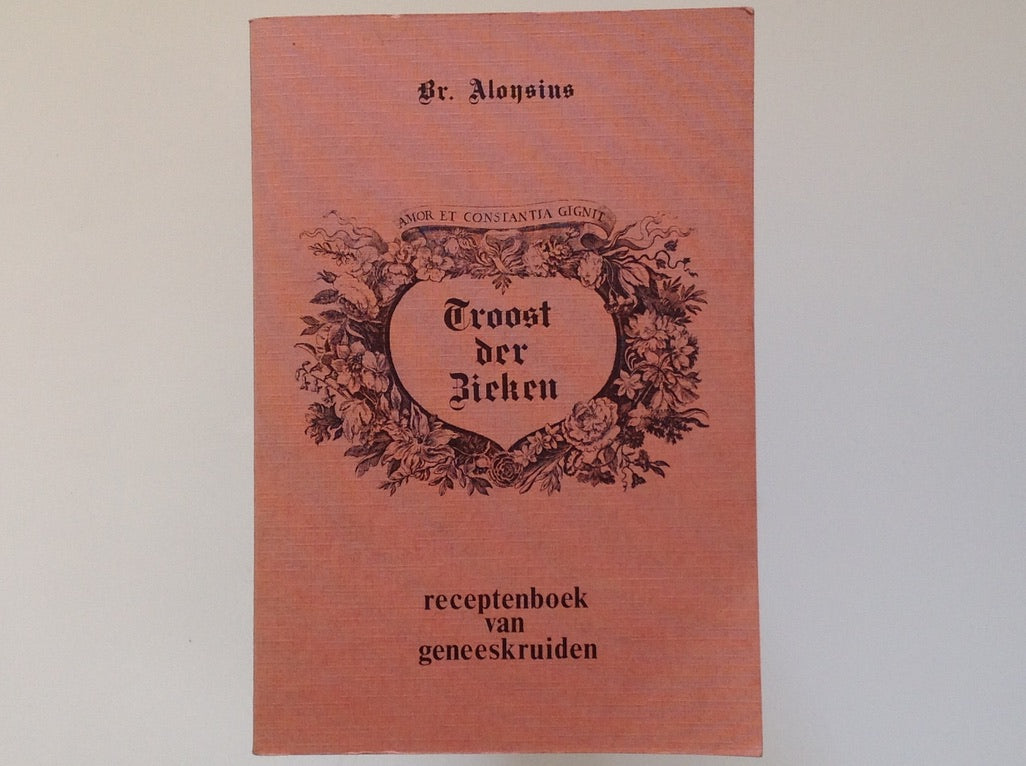 Br. Aloysius
AMOR ET CONSTANTIA GIGNIT
Troost
der
Zieken
receptenboek
van
geneeskruiden